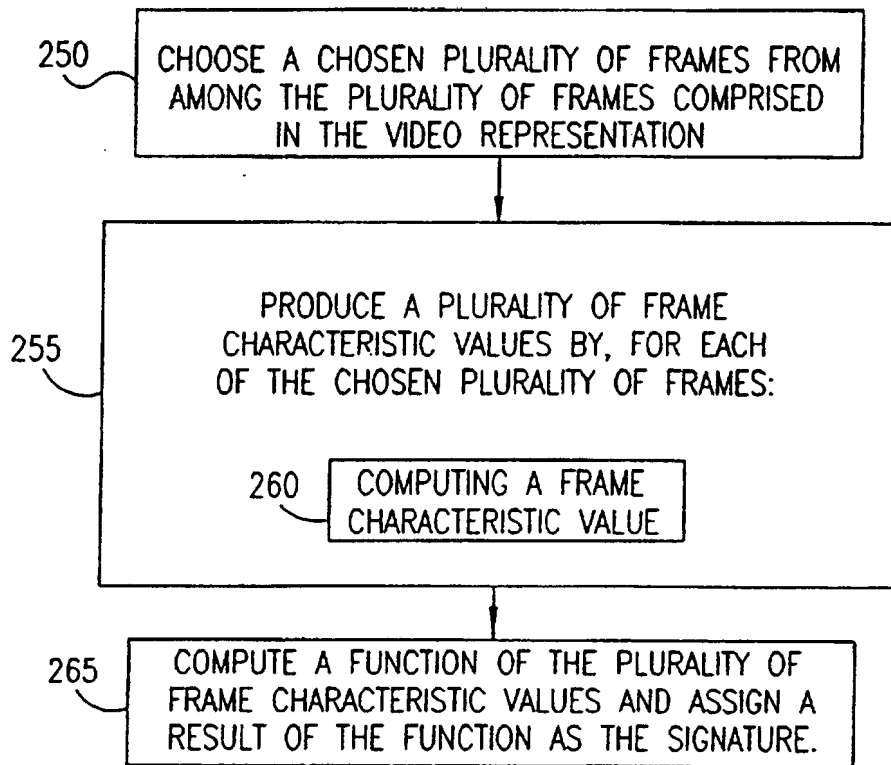 250
CHOOSE A CHOSEN PLURALITY OF FRAMES FROM
AMONG THE PLURALITY OF FRAMES COMPRISED
IN THE VIDEO REPRESENTATION
255
PRODUCE A PLURALITY OF FRAME
CHARACTERISTIC VALUES BY, FOR EACH
OF THE CHOSEN PLURALITY OF FRAMES:
260
COMPUTING A FRAME
CHARACTERISTIC VALUE
265
COMPUTE A FUNCTION OF THE PLURALITY OF
FRAME CHARACTERISTIC VALUES AND ASSIGN A
RESULT OF THE FUNCTION AS THE SIGNATURE.